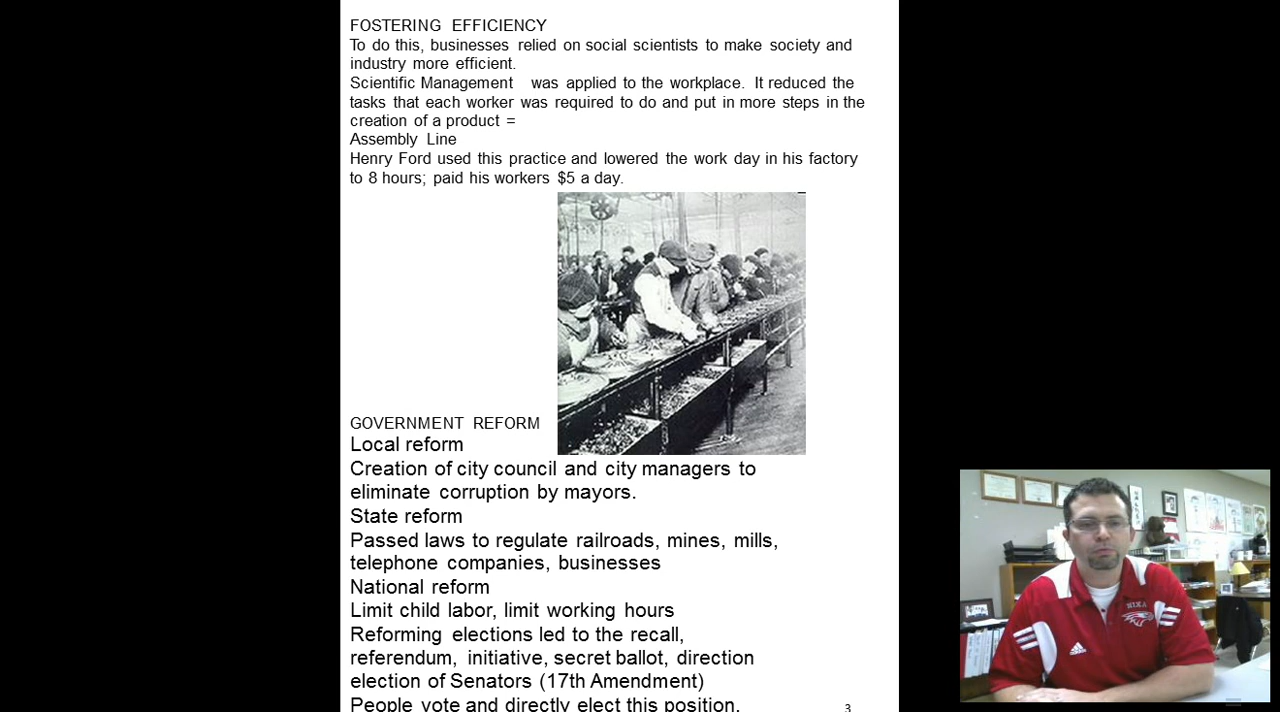 FOSTERING EFFICIENCY
To do this, businesses relied on social scientists to make society and
industry more efficient.
Scientific Management was applied to the workplace. It reduced the
tasks that each worker was required to do and put in more steps in the
creation of a product =
Assembly Line
Henry Ford used this practice and lowered the work day in his factory
to 8 hours; paid his workers $5 a day.
GOVERNMENT REFORM
Local reform
Creation of city council and city managers to
eliminate corruption by mayors.
State reform
Passed laws to regulate railroads, mines, mills,
telephone companies, businesses
National reform
Limit child labor, limit working hours
Reforming elections led to the recall,
referendum, initiative, secret ballot, direction
election of Senators (17th Amendment)
People vote and directly elect this position.
3
NIXA
adidas